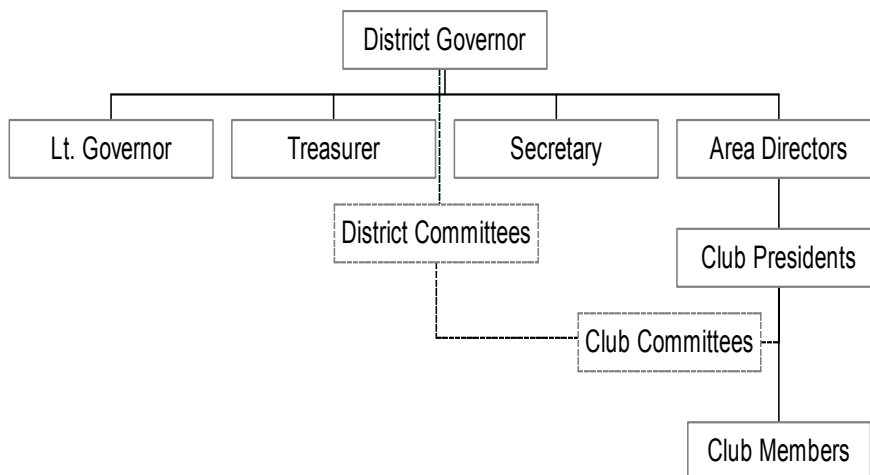 District Governor
Lt. Governor
Treasurer
Secretary
Area Directors
District Committees
Club Presidents
Club Committees
Club Members